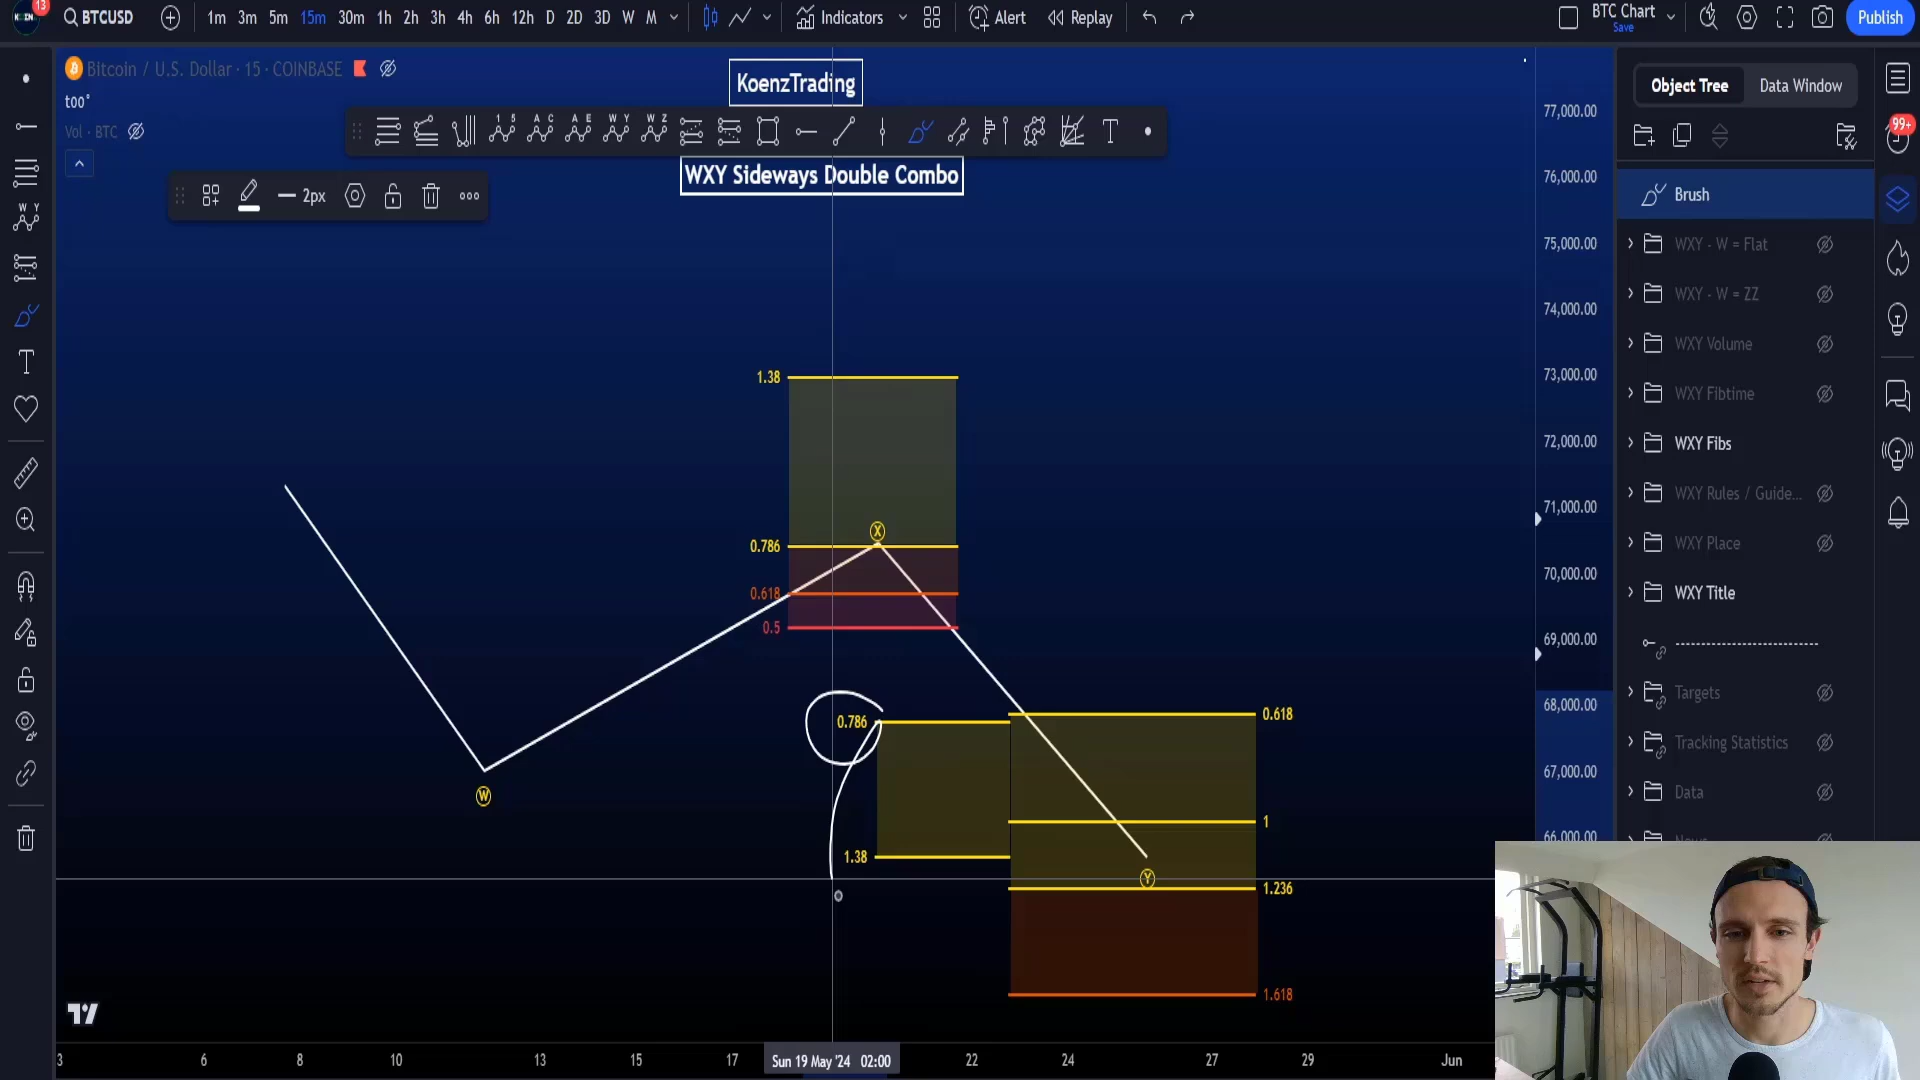 13
BTCUSD
1m 3m 5m 15m 30m 1h 2h 3h 4h 6h 12h D 2D 3D W M
Indicators
Alert
Replay
BTC Chart
Save
Publish
Bitcoin / U.S. Dollar · 15 · COINBASE
too°
Vol · BTC
KoenzTrading
1 5
A C
A E
W Y
W Z
T
2px
WXY Sideways Double Combo
W Y
T
1.38
X
0.786
0.618
0.5
W
0.786
1.38
0.618
1
Y
1.236
1.618
77,000.00
76,000.00
75,000.00
74,000.00
73,000.00
72,000.00
71,000.00
70,000.00
69,000.00
68,000.00
67,000.00
66,000.00
3
6
8
10
13
15
17
Sun 19 May '24 02:00
22
24
27
29
Jun
Object Tree
Data Window
99+
Brush
WXY - W = Flat
WXY - W = ZZ
WXY Volume
WXY Fibtime
WXY Fibs
WXY Rules / Guide...
WXY Place
WXY Title
----------------------------
Targets
Tracking Statistics
Data